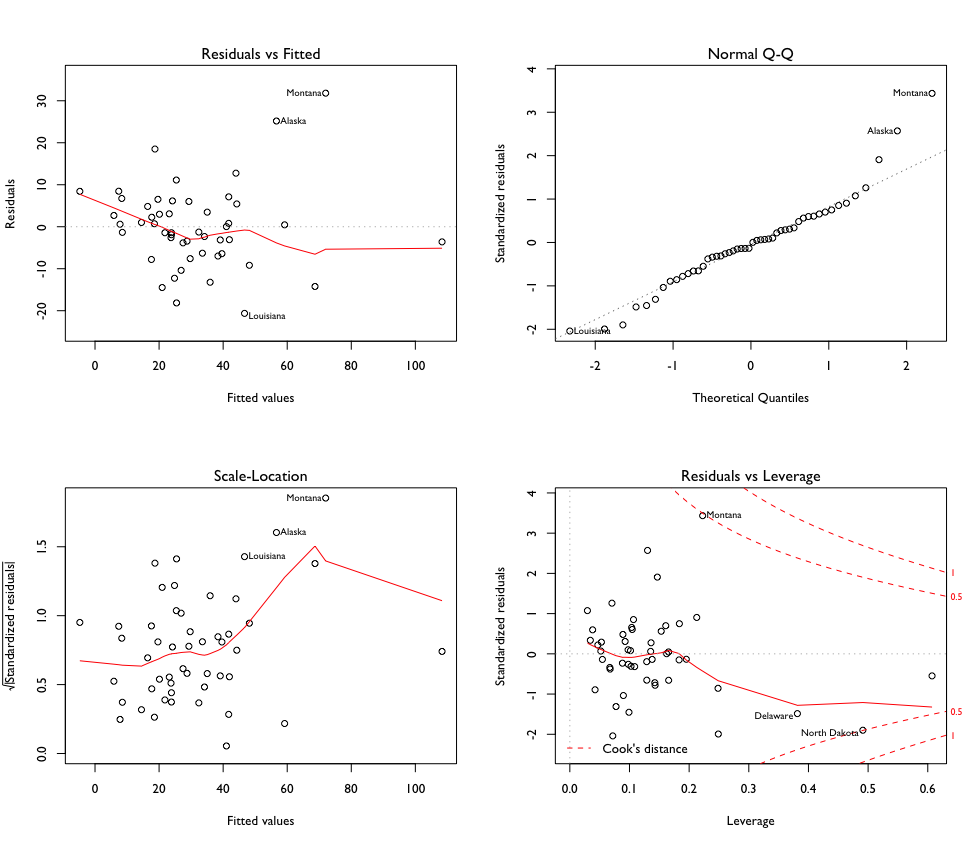 Residuals vs Fitted
Residuals
30
20
10
0
-10
-20
Montana
Alaska
Louisiana
0 20 40 60 80 100
Fitted values
Normal Q-Q
Standardized residuals
4
3
2
1
0
-1
-2
Montana
Alaska
Louisiana
-2 -1 0 1 2
Theoretical Quantiles
Scale-Location
√|Standardized residuals|
1.5
1.0
0.5
0.0
Montana
Alaska
Louisiana
0 20 40 60 80 100
Fitted values
Residuals vs Leverage
Standardized residuals
4
3
2
1
0
-1
-2
Montana
1
0.5
Delaware
0.5
North Dakota
1
Cook's distance
0.0 0.1 0.2 0.3 0.4 0.5 0.6
Leverage